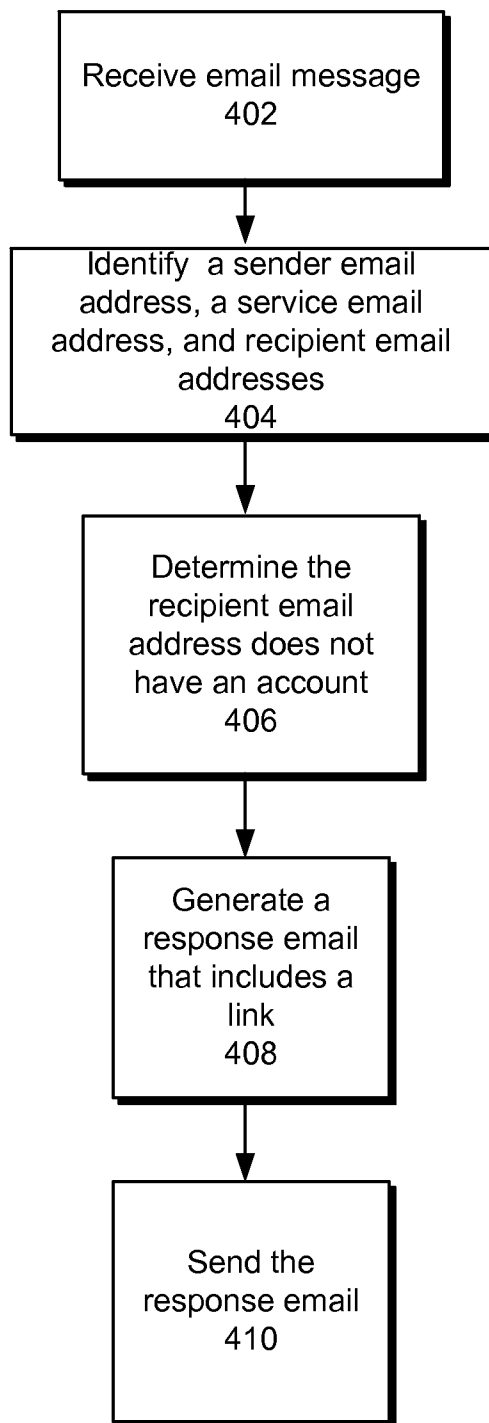 Receive email message
402
Identify a sender email
address, a service email
address, and recipient email
addresses
404
Determine the
recipient email
address does not
have an account
406
Generate a
response email
that includes a
link
408
Send the
response email
410